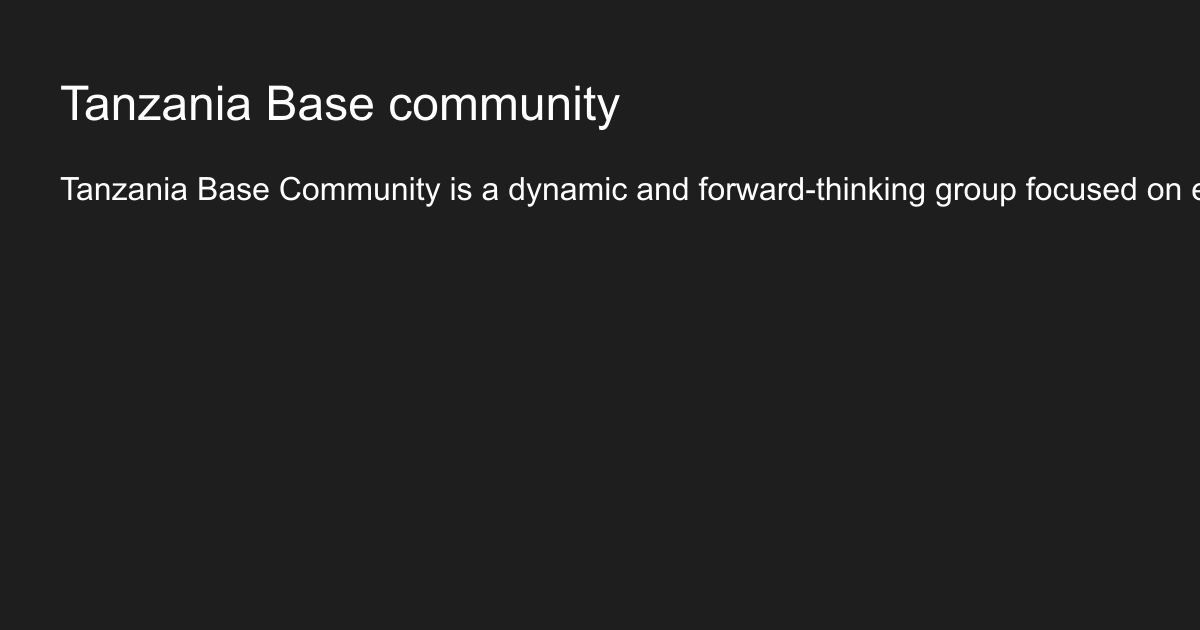 Tanzania Base community
Tanzania Base Community is a dynamic and forward-thinking group focused on